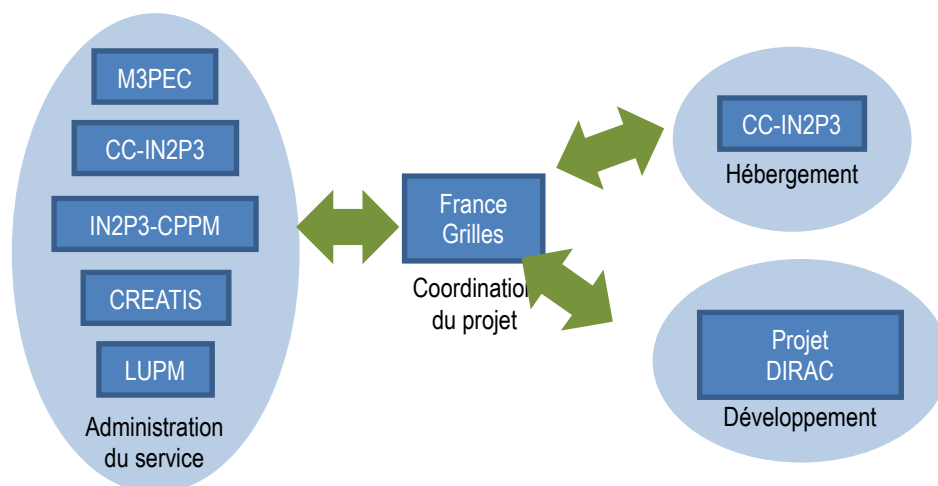 M3PEC
CC-IN2P3
IN2P3-CPPM
CREATIS
LUPM
Administration
du service
France
Grilles
Coordination
du projet
CC-IN2P3
Hébergement
Projet
DIRAC
Développement